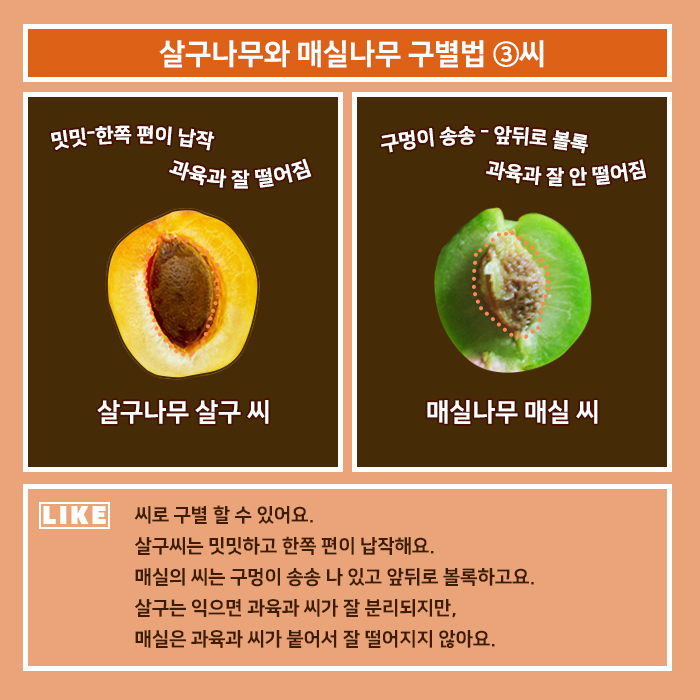 살구나무와 매실나무 구별법 ③씨
밋밋-한쪽 편이 납작
과육과 잘 떨어짐
살구나무 살구 씨
구멍이 송송 - 앞뒤로 볼록
과육과 잘 안 떨어짐
매실나무 매실 씨
LIKE
씨로 구별 할 수 있어요.
살구씨는 밋밋하고 한쪽 편이 납작해요.
매실의 씨는 구멍이 송송 나 있고 앞뒤로 볼록하고요.
살구는 익으면 과육과 씨가 잘 분리되지만,
매실은 과육과 씨가 붙어서 잘 떨어지지 않아요.